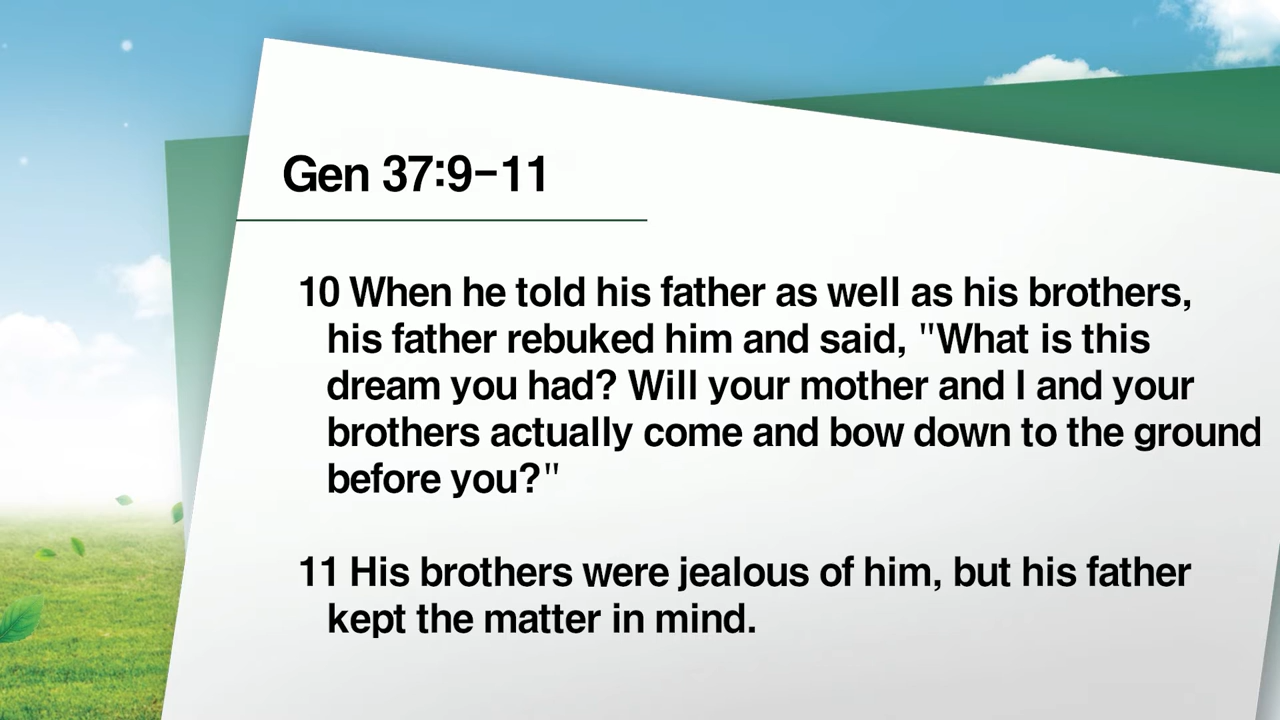 Gen 37:9-11
10 When he told his father as well as his brothers,
his father rebuked him and said, "What is this
dream you had? Will your mother and I and your
brothers actually come and bow down to the ground
before you?"
11 His brothers were jealous of him, but his father
kept the matter in mind.